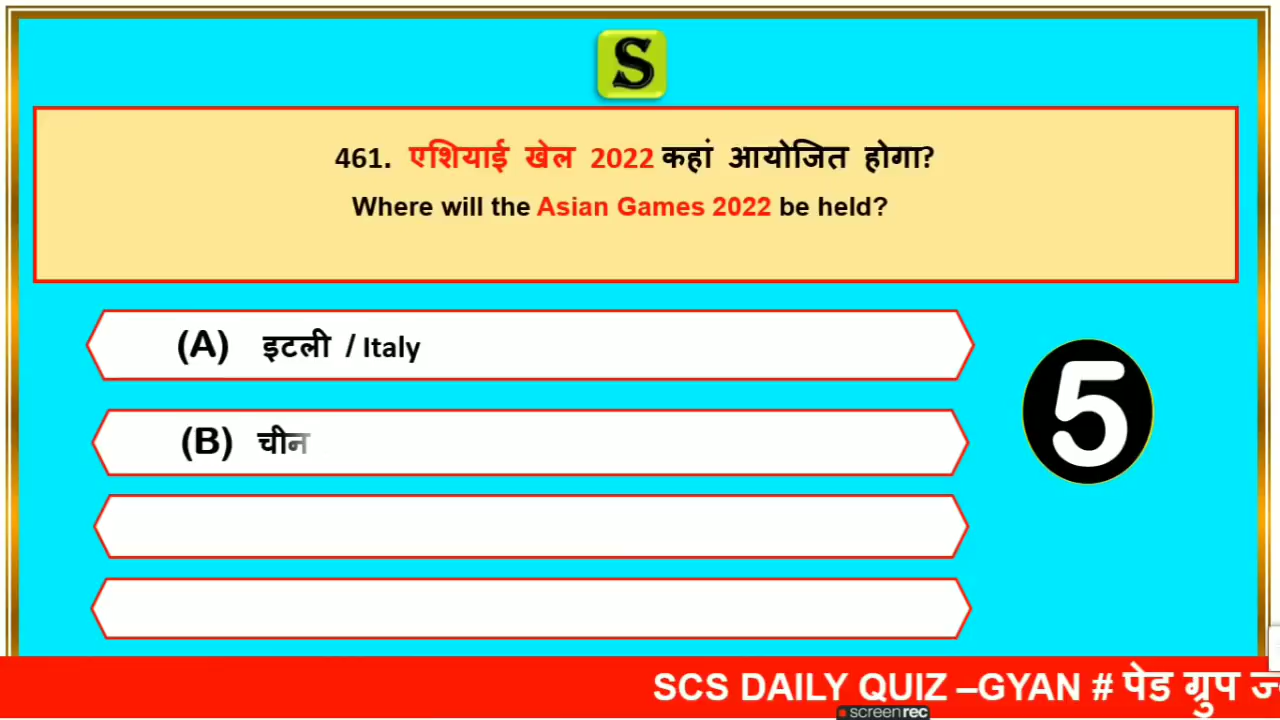 S
461. एशियाई खेल 2022 कहां आयोजित होगा?
Where will the Asian Games 2022 be held?
(A) इटली / Italy
(B) चीन
5
SCS DAILY QUIZ –GYAN # पेड ग्रुप
screenrec